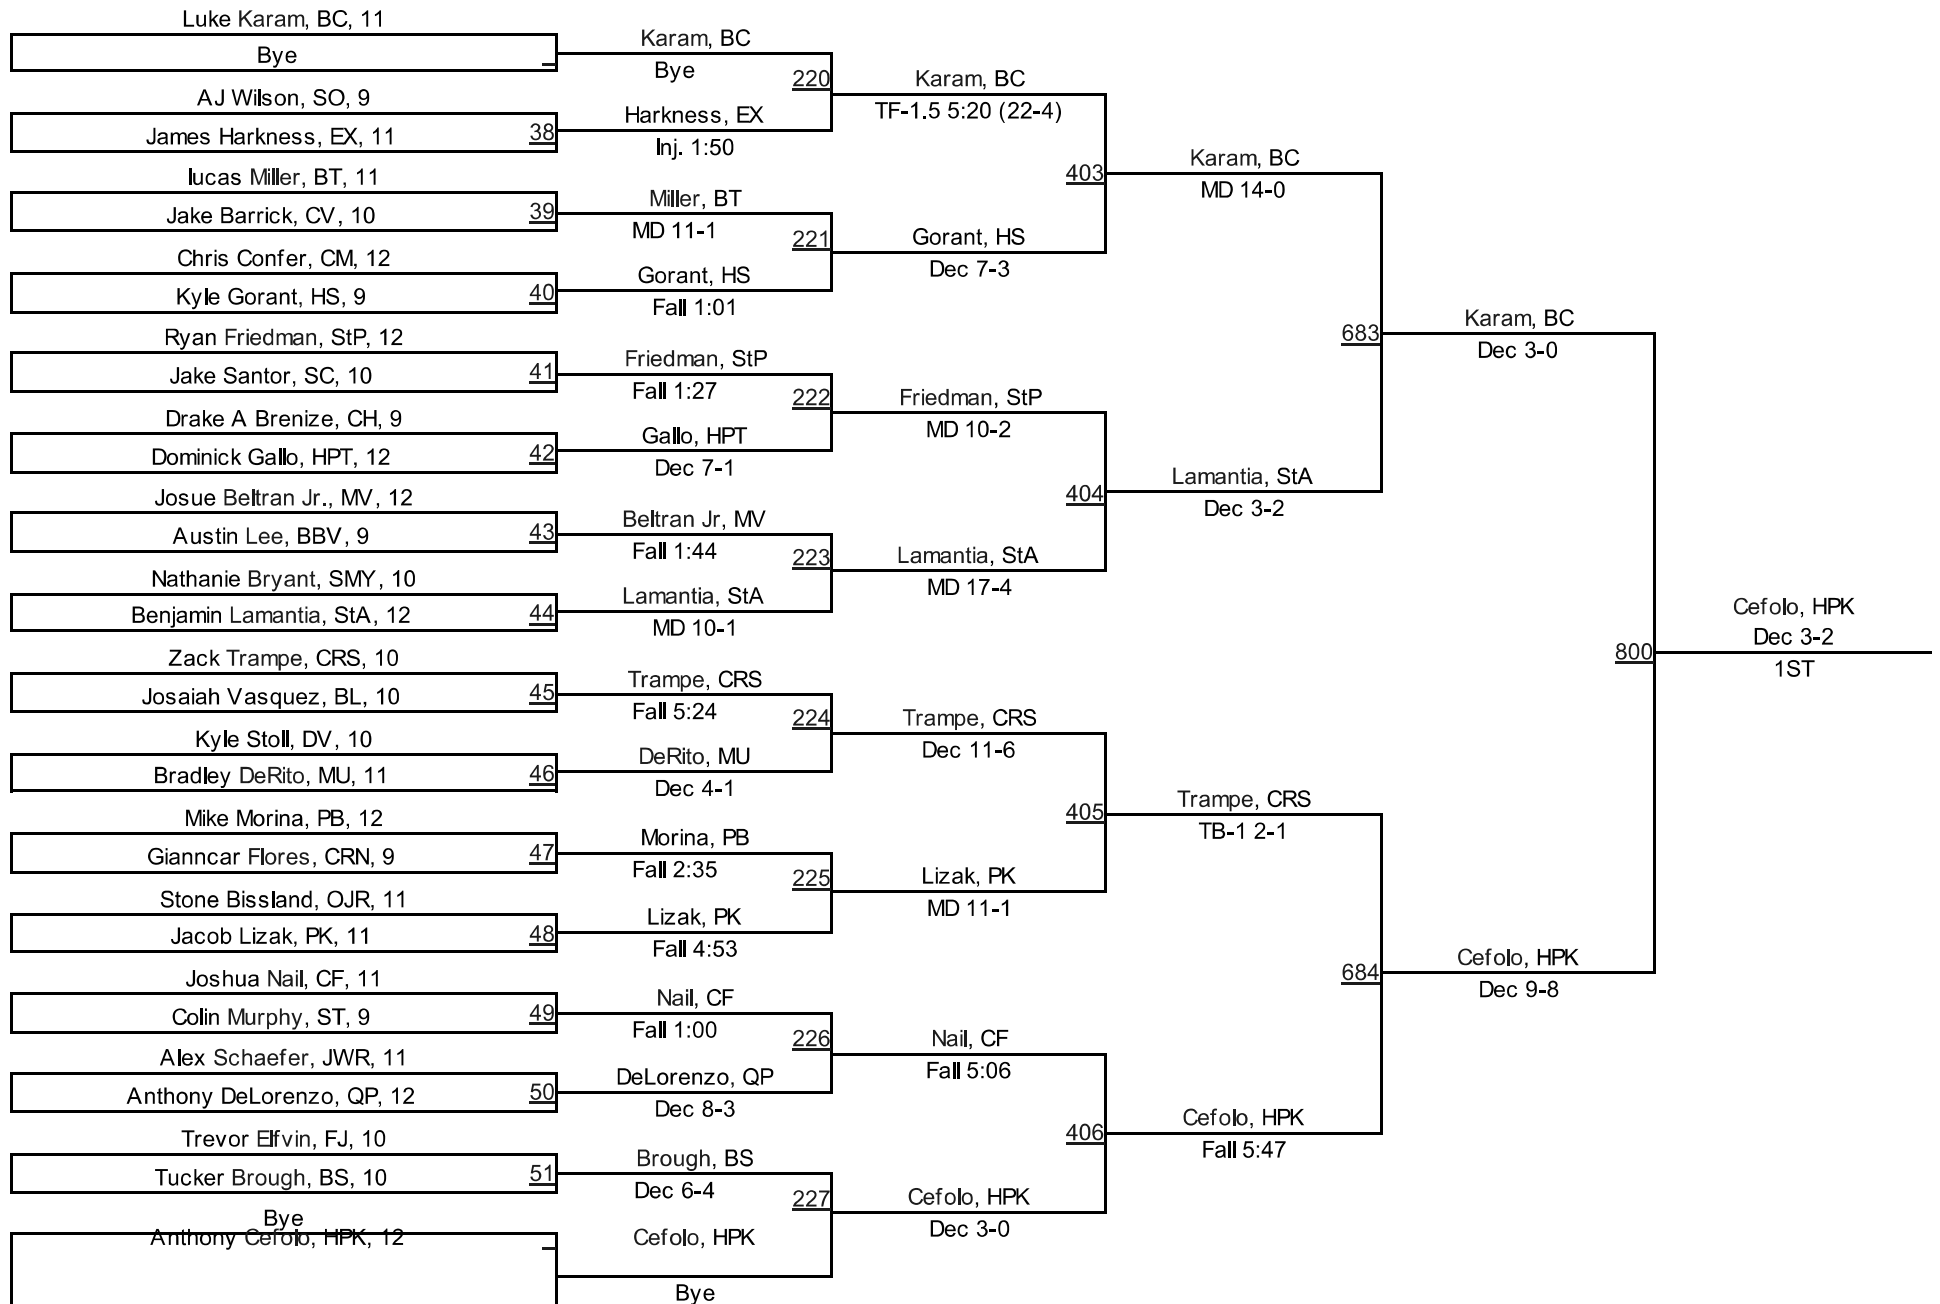 Luke Karam, BC, 11
Bye
AJ Wilson, SO, 9
James Harkness, EX, 11
38
lucas Miller, BT, 11
Jake Barrick, CV, 10
39
Chris Confer, CM, 12
Kyle Gorant, HS, 9
40
Ryan Friedman, StP, 12
Jake Santor, SC, 10
41
Drake A Brenize, CH, 9
Dominick Gallo, HPT, 12
42
Josue Beltran Jr., MV, 12
Austin Lee, BBV, 9
43
Nathanie Bryant, SMY, 10
Benjamin Lamantia, StA, 12
44
Zack Trampe, CRS, 10
Josaiah Vasquez, BL, 10
45
Kyle Stoll, DV, 10
Bradley DeRito, MU, 11
46
Mike Morina, PB, 12
Gianncar Flores, CRN, 9
47
Stone Bissland, OJR, 11
Jacob Lizak, PK, 11
48
Joshua Nail, CF, 11
Colin Murphy, ST, 9
49
Alex Schaefer, JWR, 11
Anthony DeLorenzo, QP, 12
50
Trevor Elfvin, FJ, 10
Tucker Brough, BS, 10
51
Bye
Anthony Cefolo, HPK, 12
Karam, BC
Bye
220
Harkness, EX
Inj. 1:50
Miller, BT
MD 11-1
221
Gorant, HS
Fall 1:01
Friedman, StP
Fall 1:27
222
Gallo, HPT
Dec 7-1
Beltran Jr, MV
Fall 1:44
223
Lamantia, StA
MD 10-1
Trampe, CRS
Fall 5:24
224
DeRito, MU
Dec 4-1
Morina, PB
Fall 2:35
225
Lizak, PK
Fall 4:53
Nail, CF
Fall 1:00
226
DeLorenzo, QP
Dec 8-3
Brough, BS
Dec 6-4
227
Cefolo, HPK
Bye
Karam, BC
TF-1.5 5:20 (22-4)
403
Gorant, HS
Dec 7-3
Friedman, StP
MD 10-2
404
Lamantia, StA
MD 17-4
Trampe, CRS
Dec 11-6
405
Lizak, PK
MD 11-1
Nail, CF
Fall 5:06
406
Cefolo, HPK
Dec 3-0
Karam, BC
MD 14-0
683
Lamantia, StA
Dec 3-2
Trampe, CRS
TB-1 2-1
684
Cefolo, HPK
Fall 5:47
Karam, BC
Dec 3-0
800
Cefolo, HPK
Dec 9-8
Cefolo, HPK
Dec 3-2
1ST